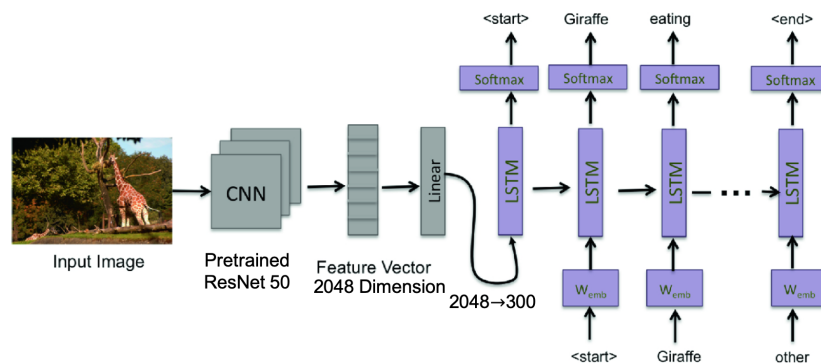 <start>
Giraffe
eating
<end>
Softmax
Softmax
Softmax
Softmax
CNN
Linear
LSTM
LSTM
LSTM
...
LSTM
Input Image
Pretrained
ResNet 50
Feature Vector
2048 Dimension
2048→300
W_emb
W_emb
W_emb
<start>
Giraffe
other